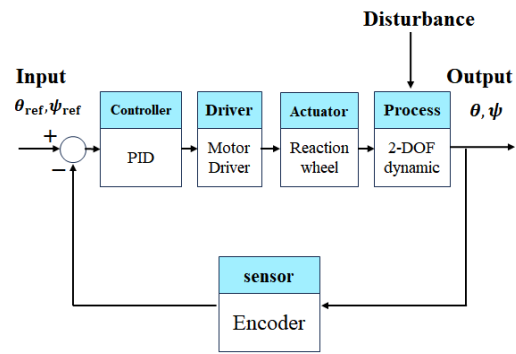 Disturbance
Input
Output
θref,ψref
θ,ψ
+
−
Controller
PID
Driver
Motor
Driver
Actuator
Reaction
wheel
Process
2-DOF
dynamic
sensor
Encoder